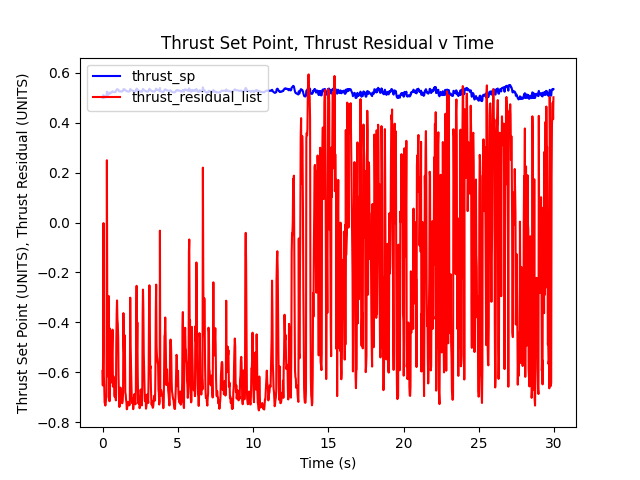 Thrust Set Point, Thrust Residual v Time
thrust_sp
thrust_residual_list
Thrust Set Point (UNITS), Thrust Residual (UNITS)
0.6
0.4
0.2
0.0
−0.2
−0.4
−0.6
−0.8
0 5 10 15 20 25 30
Time (s)